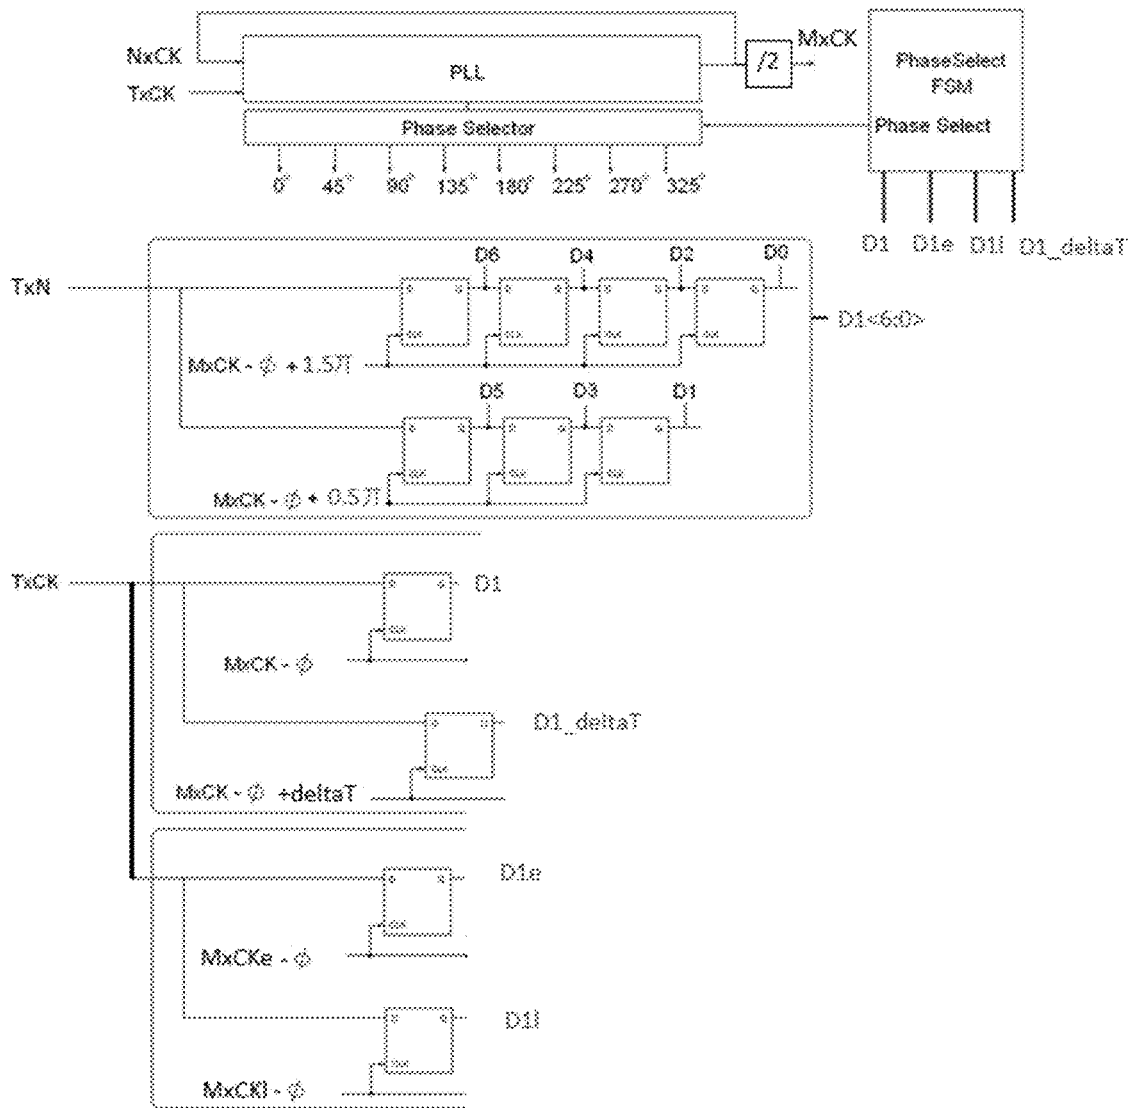 NxCK
TxCK
PLL
/2
MxCK
PhaseSelect
FSM
Phase Select
Phase Selector
0° 45° 90° 135° 180° 225° 270° 325°
D1 D1e D1l D1_deltaT
TxN
D6 D4 D2 D0
D1<6:0>
MxCK - ϕ + 1.5π
D5 D3 D1
MxCK - ϕ + 0.5π
TxCK
D1
MxCK - ϕ
D1_deltaT
MxCK - ϕ +deltaT
D1e
MxCKe - ϕ
D1l
MxCKl - ϕ